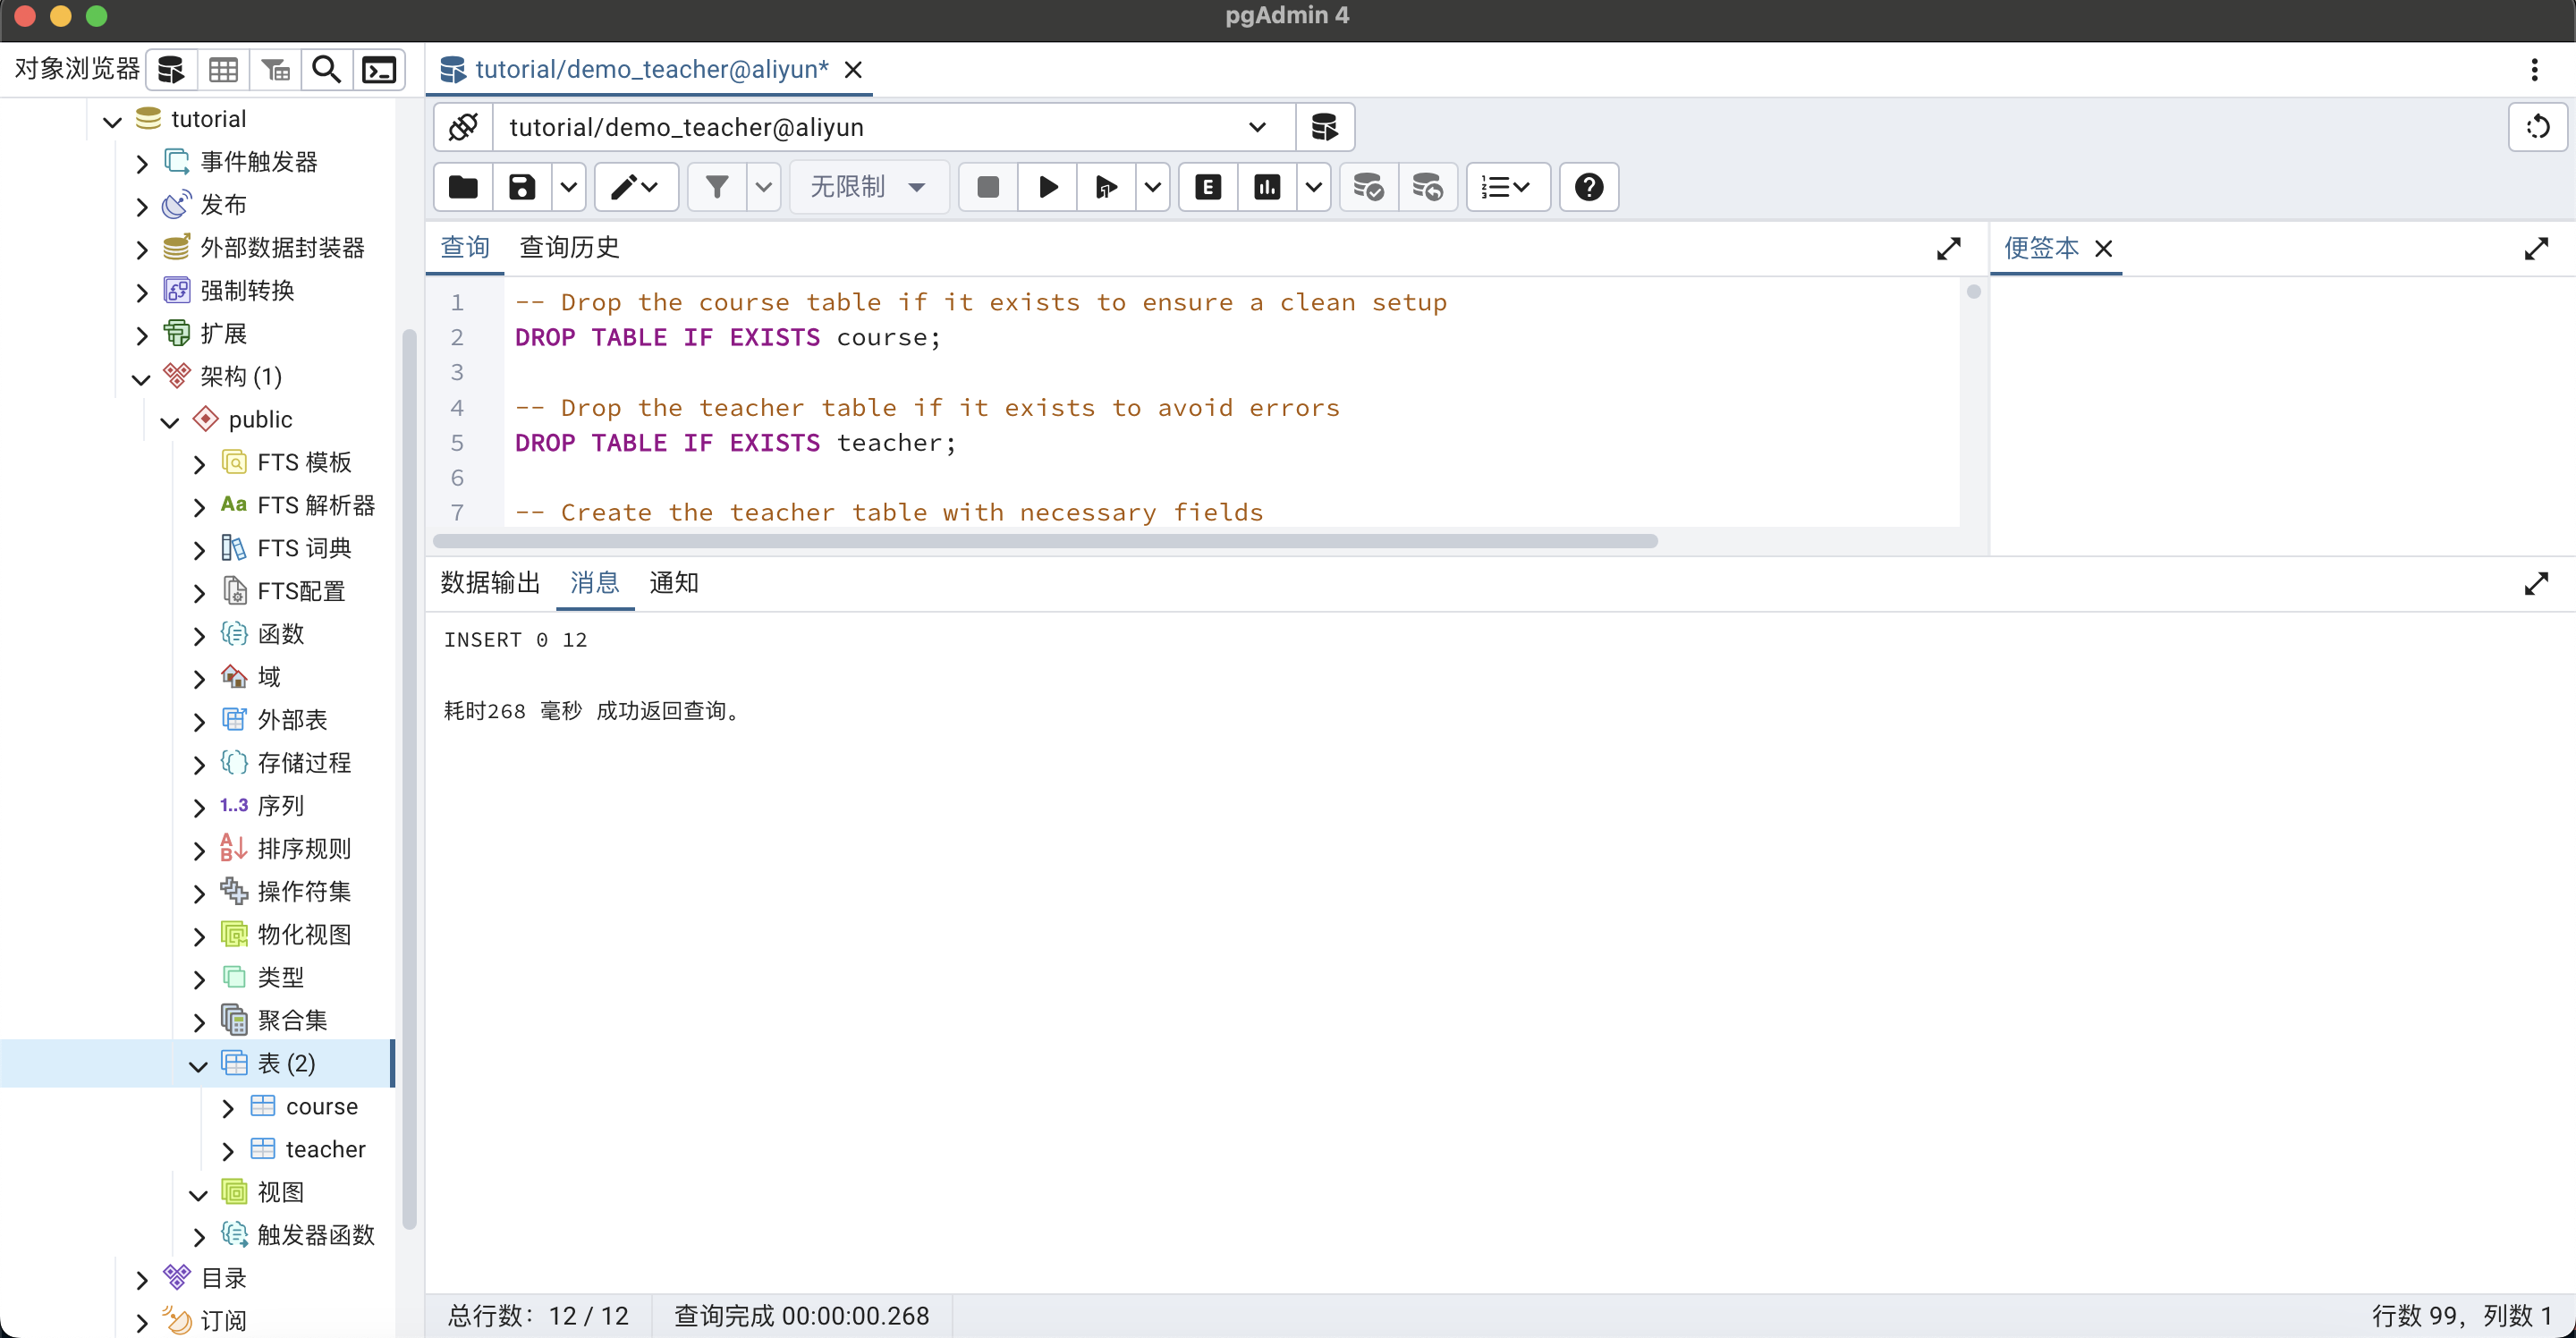 pgAdmin 4
对象浏览器
tutorial
事件触发器
发布
外部数据封装器
强制转换
扩展
架构 (1)
public
FTS 模板
Aa FTS 解析器
FTS 词典
FTS配置
函数
域
外部表
存储过程
1..3 序列
排序规则
操作符集
物化视图
类型
聚合集
表 (2)
course
teacher
视图
触发器函数
目录
订阅
tutorial/demo_teacher@aliyun*
tutorial/demo_teacher@aliyun
无限制
E
查询 查询历史
便签本
1 -- Drop the course table if it exists to ensure a clean setup
2 DROP TABLE IF EXISTS course;
3
4 -- Drop the teacher table if it exists to avoid errors
5 DROP TABLE IF EXISTS teacher;
6
7 -- Create the teacher table with necessary fields
数据输出 消息 通知
INSERT 0 12
耗时268 毫秒 成功返回查询。
总行数：12 / 12 查询完成 00:00:00.268
行数 99，列数 1